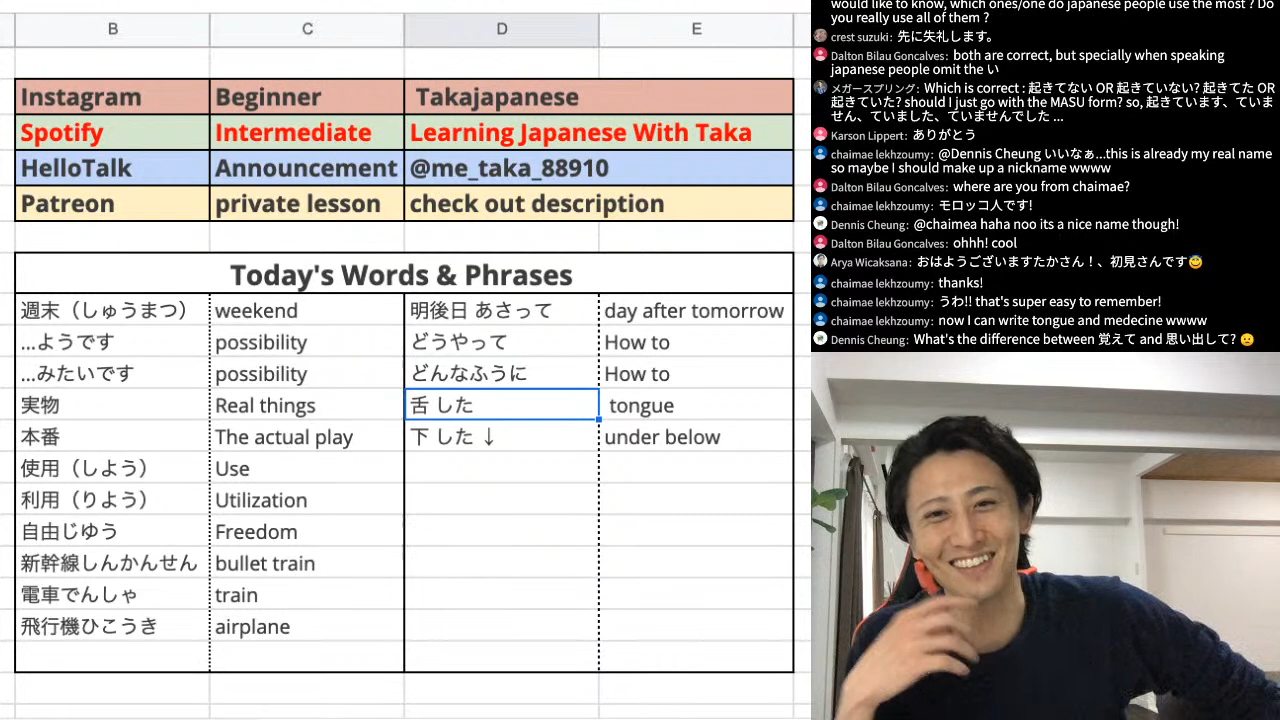 B C D E
Instagram Beginner Takajapanese
Spotify Intermediate Learning Japanese With Taka
HelloTalk Announcement @me_taka_88910
Patreon private lesson check out description
Today's Words & Phrases
週末（しゅうまつ） weekend 明後日 あさって day after tomorrow
...ようです possibility どうやって How to
...みたいです possibility どんなふうに How to
実物 Real things 舌 した tongue
本番 The actual play 下 した ↓ under below
使用（しよう） Use
利用（りよう） Utilization
自由じゆう Freedom
新幹線しんかんせん bullet train
電車でんしゃ train
飛行機ひこうき airplane
would like to know, which ones/one do japanese people use the most ? Do
you really use all of them ?
crest suzuki: 先に失礼します。
Dalton Bilau Goncalves: both are correct, but specially when speaking
japanese people omit the い
メガースプリング: Which is correct : 起きてない OR 起きていない? 起きてた OR
起きていた? should I just go with the MASU form? so, 起きています、ていま
せん、ていました、ていませんでした ...
Karson Lippert: ありがとう
chaimae lekhzoumy: @Dennis Cheung いいなぁ...this is already my real name
so maybe I should make up a nickname wwww
Dalton Bilau Goncalves: where are you from chaimae?
chaimae lekhzoumy: モロッコ人です!
Dennis Cheung: @chaimea haha noo its a nice name though!
Dalton Bilau Goncalves: ohhh! cool
Arya Wicaksana: おはようございますたかさん！、初見さんです😇
chaimae lekhzoumy: thanks!
chaimae lekhzoumy: うわ!! that's super easy to remember!
chaimae lekhzoumy: now I can write tongue and medecine wwww
Dennis Cheung: What's the difference between 覚えて and 思い出して? 😕